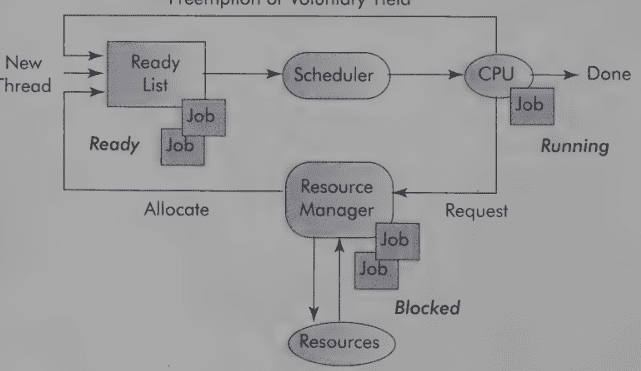 Preemption or Voluntary Yield
New
Thread
Ready
List
Scheduler
CPU
Done
Job
Job
Job
Ready
Running
Resource
Manager
Allocate
Request
Job
Job
Blocked
Resources